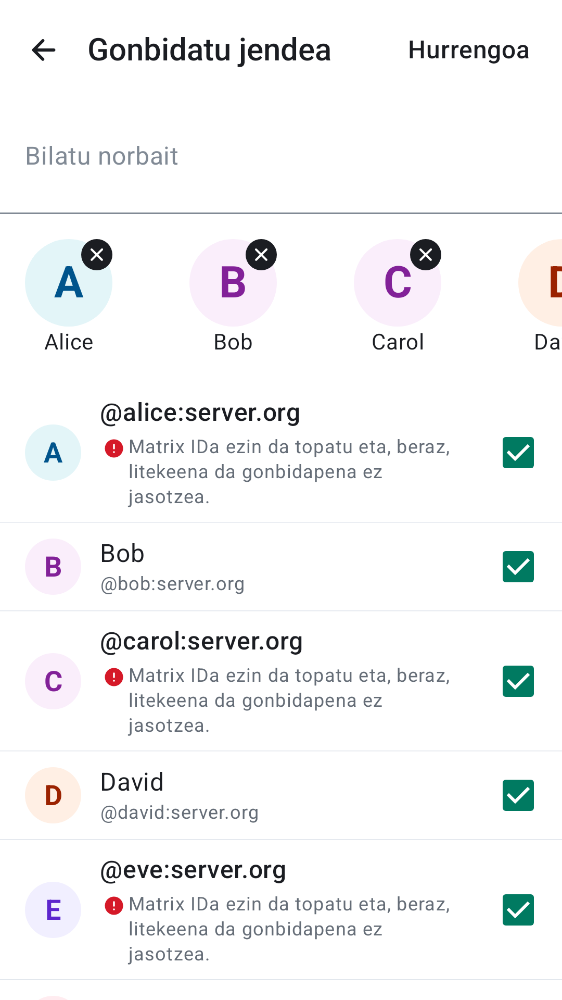 Gonbidatu jendea
Hurrengoa
Bilatu norbait
A
B
C
Alice
Bob
Carol
Da
A
@alice:server.org
Matrix IDa ezin da topatu eta, beraz,
litekeena da gonbidapena ez
jasotzea.
B
Bob
@bob:server.org
C
@carol:server.org
Matrix IDa ezin da topatu eta, beraz,
litekeena da gonbidapena ez
jasotzea.
D
David
@david:server.org
E
@eve:server.org
Matrix IDa ezin da topatu eta, beraz,
litekeena da gonbidapena ez
jasotzea.